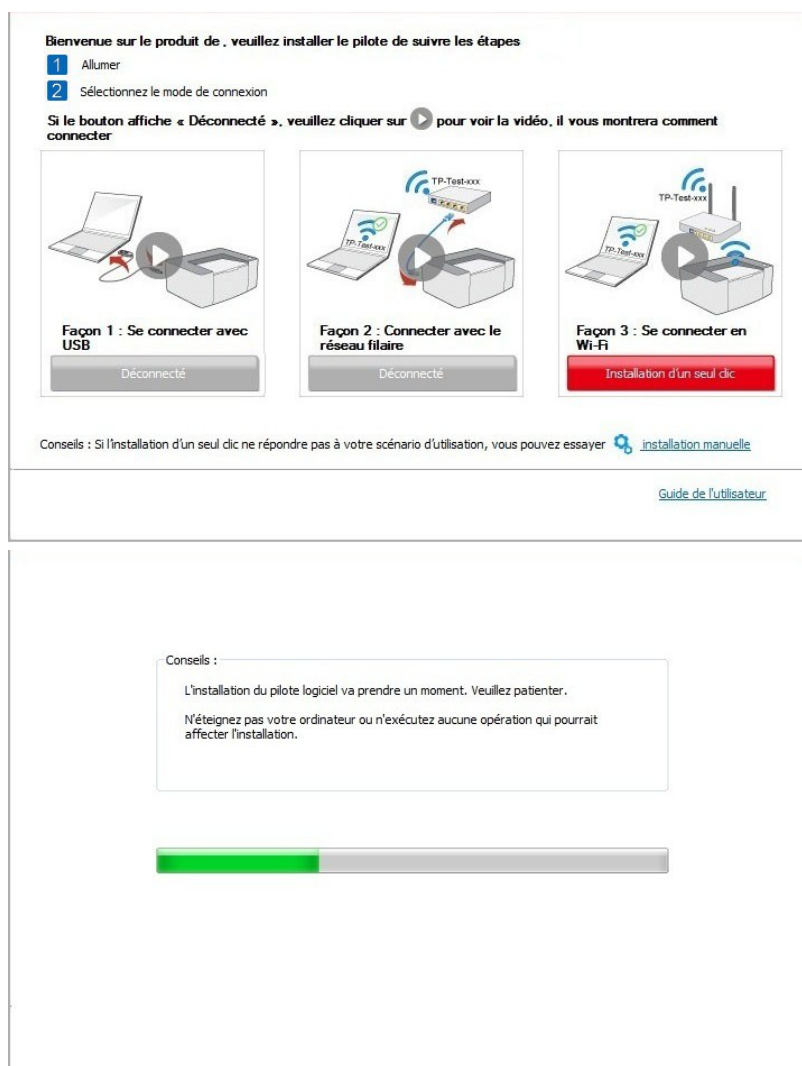 Bienvenue sur le produit de , veuillez installer le pilote de suivre les étapes
1 Allumer
2 Sélectionnez le mode de connexion
Si le bouton affiche « Déconnecté », veuillez cliquer sur pour voir la vidéo, il vous montrera comment
connecter
TP-Test-xxx
TP-Test-xxx
TP-Test-xxx
TP-Test-xxx
Façon 1 : Se connecter avec
USB
Déconnecté
Façon 2 : Connecter avec le
réseau filaire
Déconnecté
Façon 3 : Se connecter en
Wi-Fi
Installation d'un seul clic
Conseils : Si l'installation d'un seul clic ne répondre pas à votre scénario d'utilisation, vous pouvez essayer installation manuelle
Guide de l'utilisateur
Conseils :
L'installation du pilote logiciel va prendre un moment. Veuillez patienter.
N'éteignez pas votre ordinateur ou n'exécutez aucune opération qui pourrait
affecter l'installation.